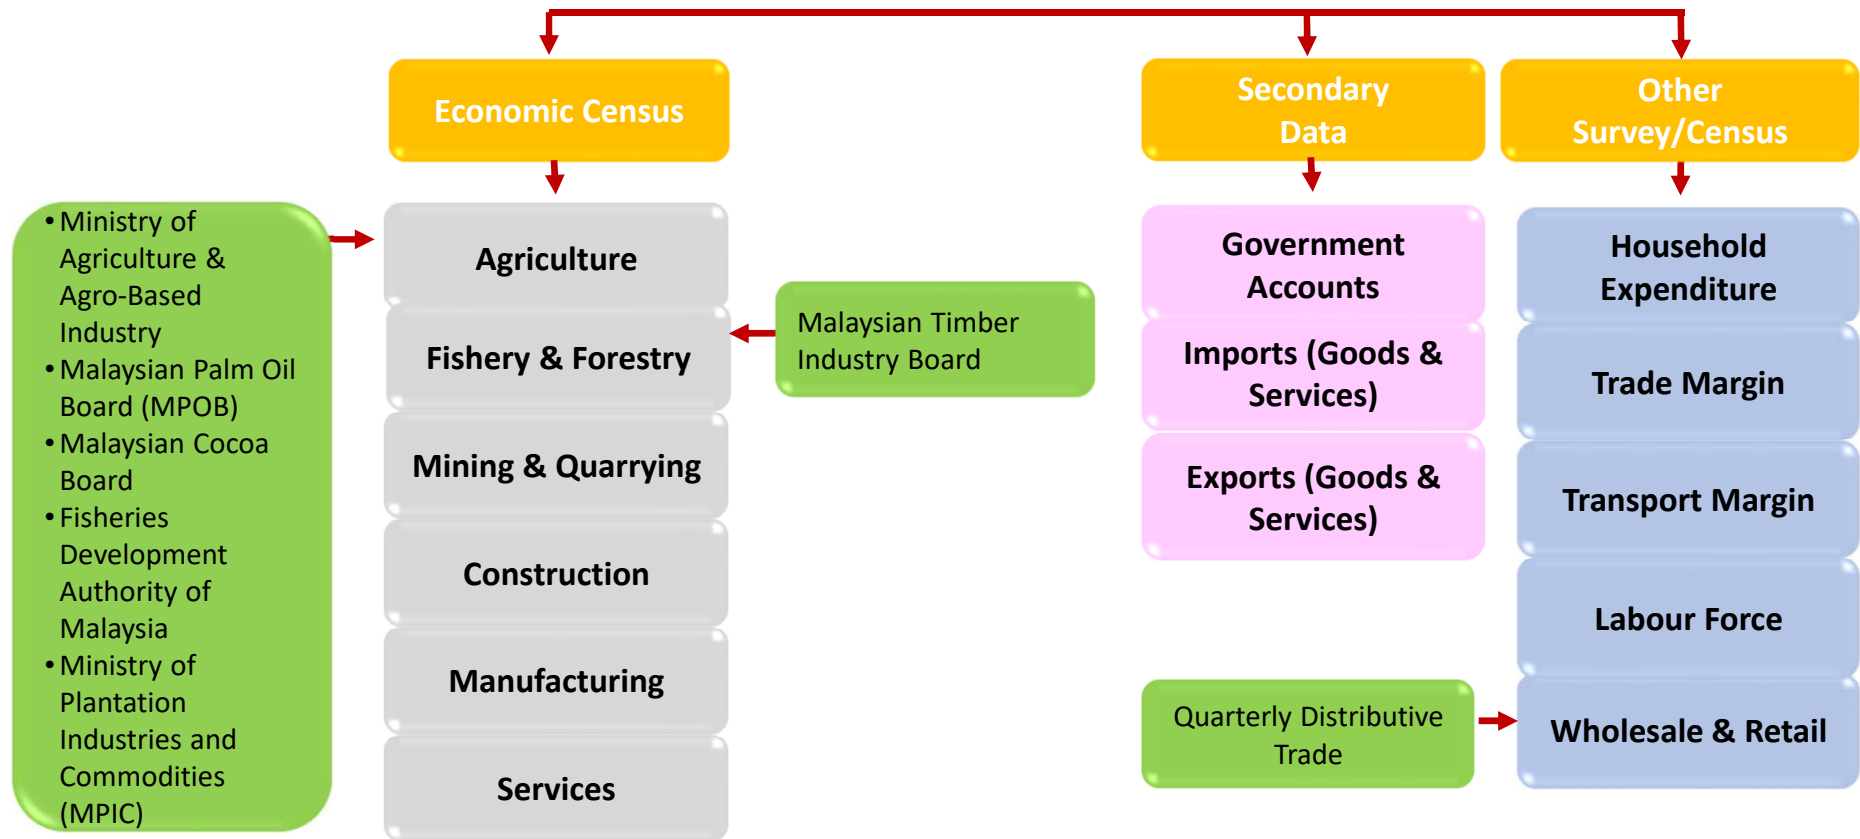 Economic Census
Secondary
Data
Other
Survey/Census
• Ministry of
Agriculture &
Agro-Based
Industry
• Malaysian Palm Oil
Board (MPOB)
• Malaysian Cocoa
Board
• Fisheries
Development
Authority of
Malaysia
• Ministry of
Plantation
Industries and
Commodities
(MPIC)
Agriculture
Fishery & Forestry
Mining & Quarrying
Construction
Manufacturing
Services
Malaysian Timber
Industry Board
Government
Accounts
Imports (Goods &
Services)
Exports (Goods &
Services)
Household
Expenditure
Trade Margin
Transport Margin
Labour Force
Wholesale & Retail
Quarterly Distributive
Trade